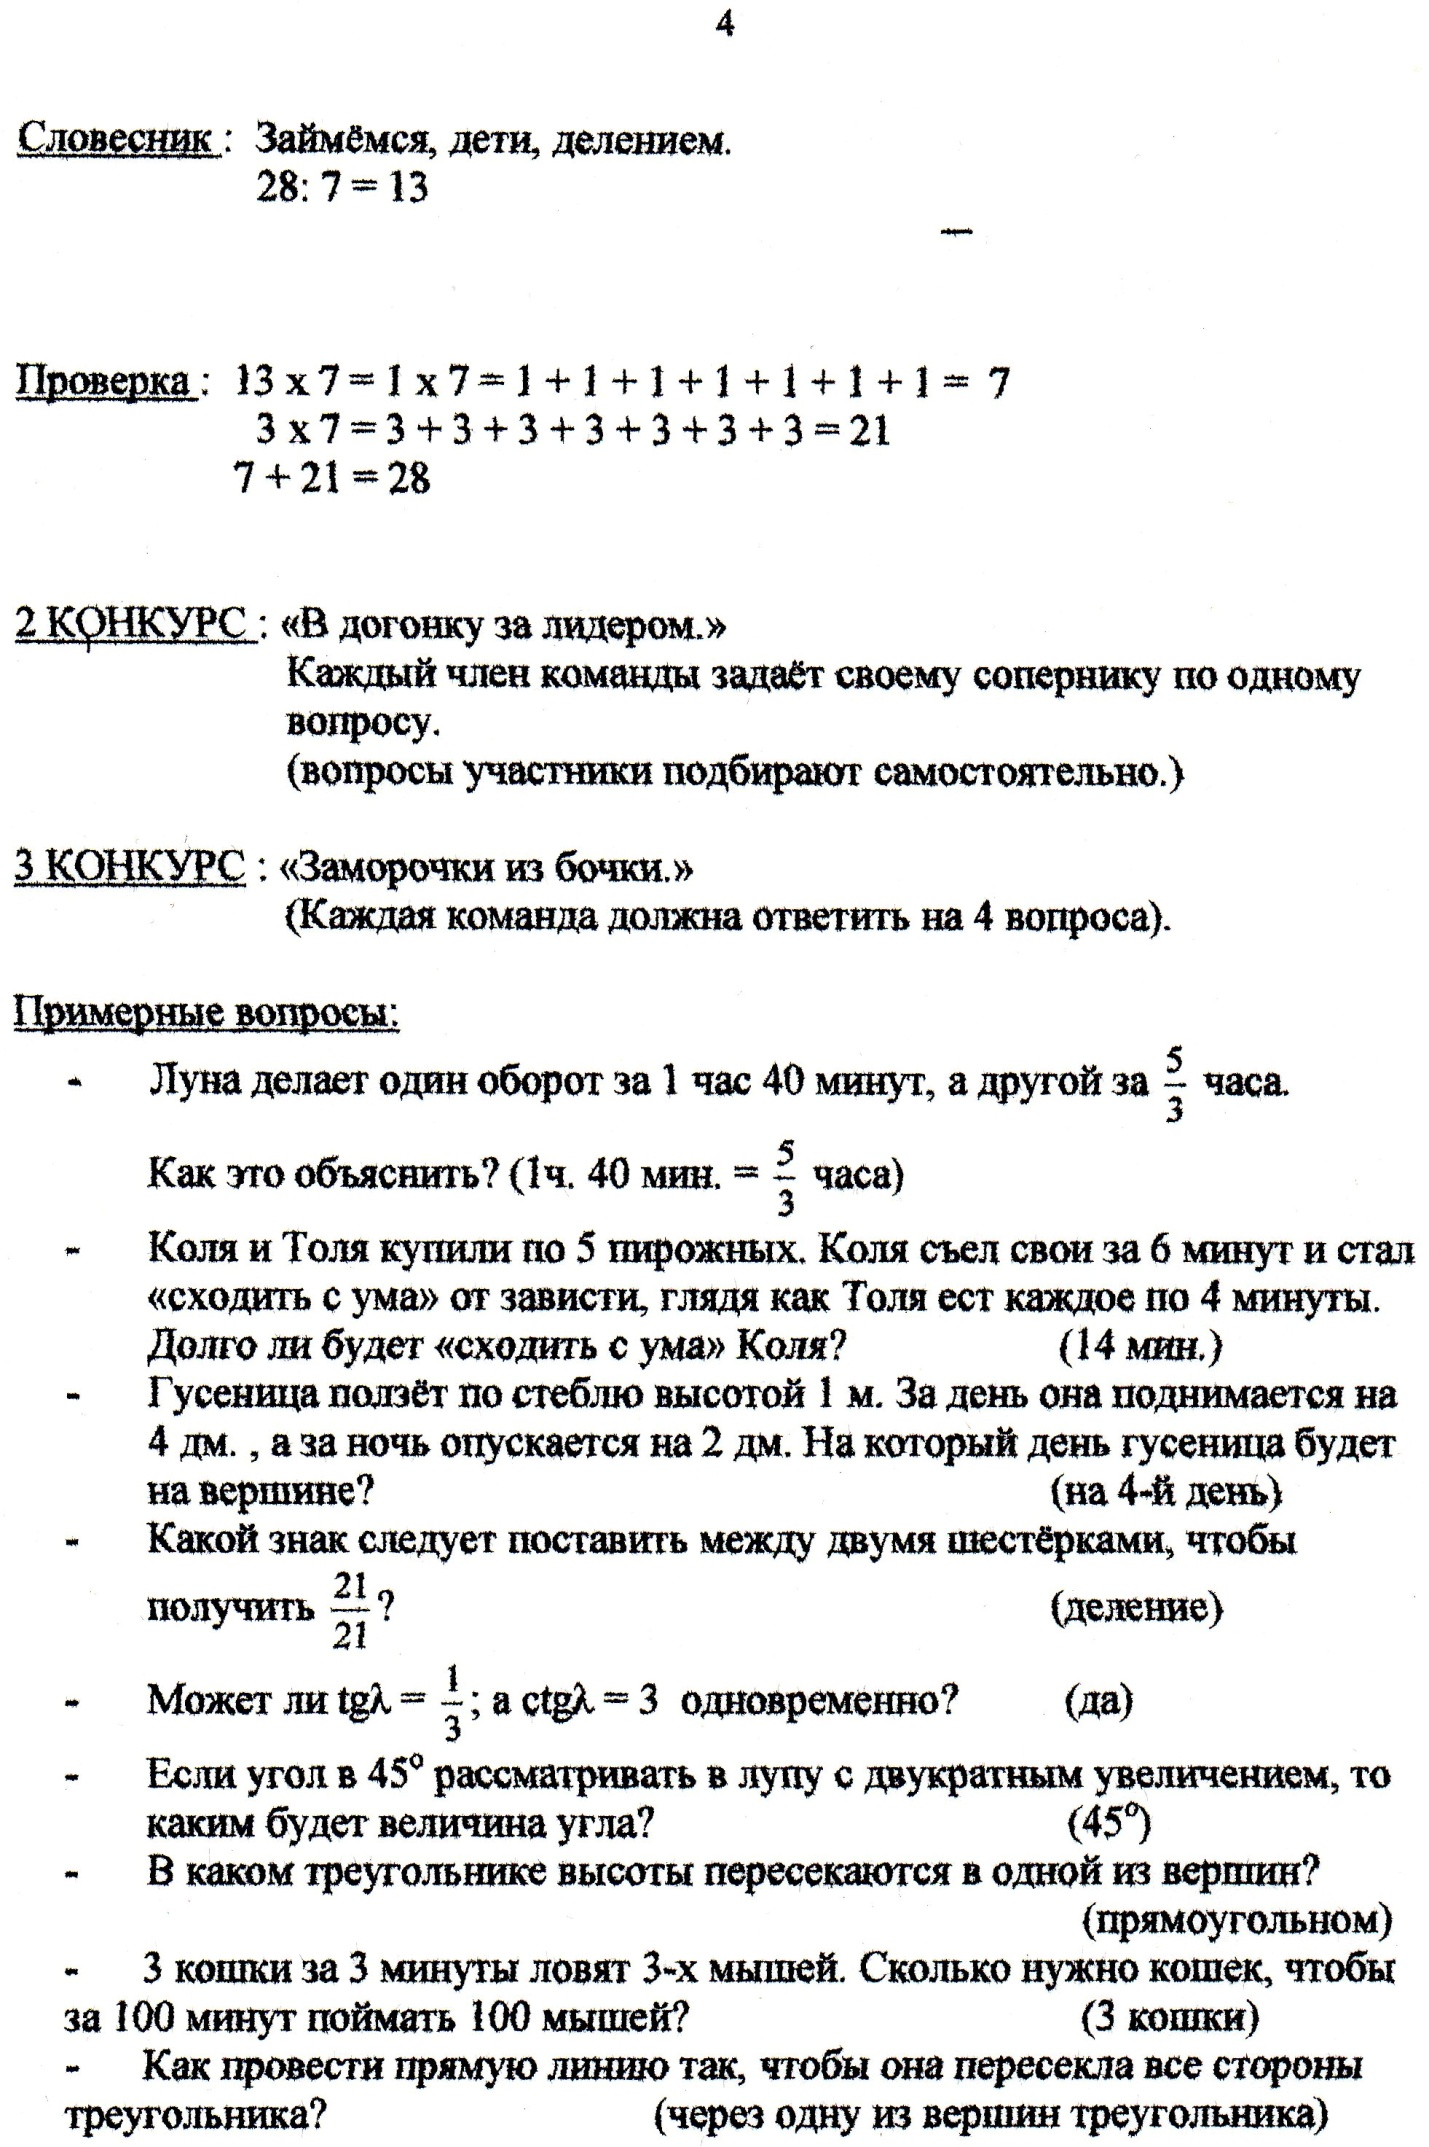 4
Словесник : Займёмся, дети, делением.
28: 7 = 13
Проверка : 13 х 7 = 1 х 7 = 1 + 1 + 1 + 1 + 1 + 1 + 1 = 7
3 х 7 = 3 + 3 + 3 + 3 + 3 + 3 + 3 = 21
7 + 21 = 28
2 КОНКУРС : «В догонку за лидером.»
Каждый член команды задаёт своему сопернику по одному
вопросу.
(вопросы участники подбирают самостоятельно.)
3 КОНКУРС : «Заморочки из бочки.»
(Каждая команда должна ответить на 4 вопроса).
Примерные вопросы:
- Луна делает один оборот за 1 час 40 минут, а другой за 5/3 часа.
Как это объяснить? (1ч. 40 мин. = 5/3 часа)
- Коля и Толя купили по 5 пирожных. Коля съел свои за 6 минут и стал
«сходить с ума» от зависти, глядя как Толя ест каждое по 4 минуты.
Долго ли будет «сходить с ума» Коля? (14 мин.)
- Гусеница ползёт по стеблю высотой 1 м. За день она поднимается на
4 дм. , а за ночь опускается на 2 дм. На который день гусеница будет
на вершине? (на 4-й день)
- Какой знак следует поставить между двумя шестёрками, чтобы
получить 21/21 ? (деление)
- Может ли tgλ = 1/3 ; а ctgλ = 3 одновременно? (да)
- Если угол в 45° рассматривать в лупу с двукратным увеличением, то
каким будет величина угла? (45°)
- В каком треугольнике высоты пересекаются в одной из вершин?
(прямоугольном)
- 3 кошки за 3 минуты ловят 3-х мышей. Сколько нужно кошек, чтобы
за 100 минут поймать 100 мышей? (3 кошки)
- Как провести прямую линию так, чтобы она пересекла все стороны
треугольника? (через одну из вершин треугольника)